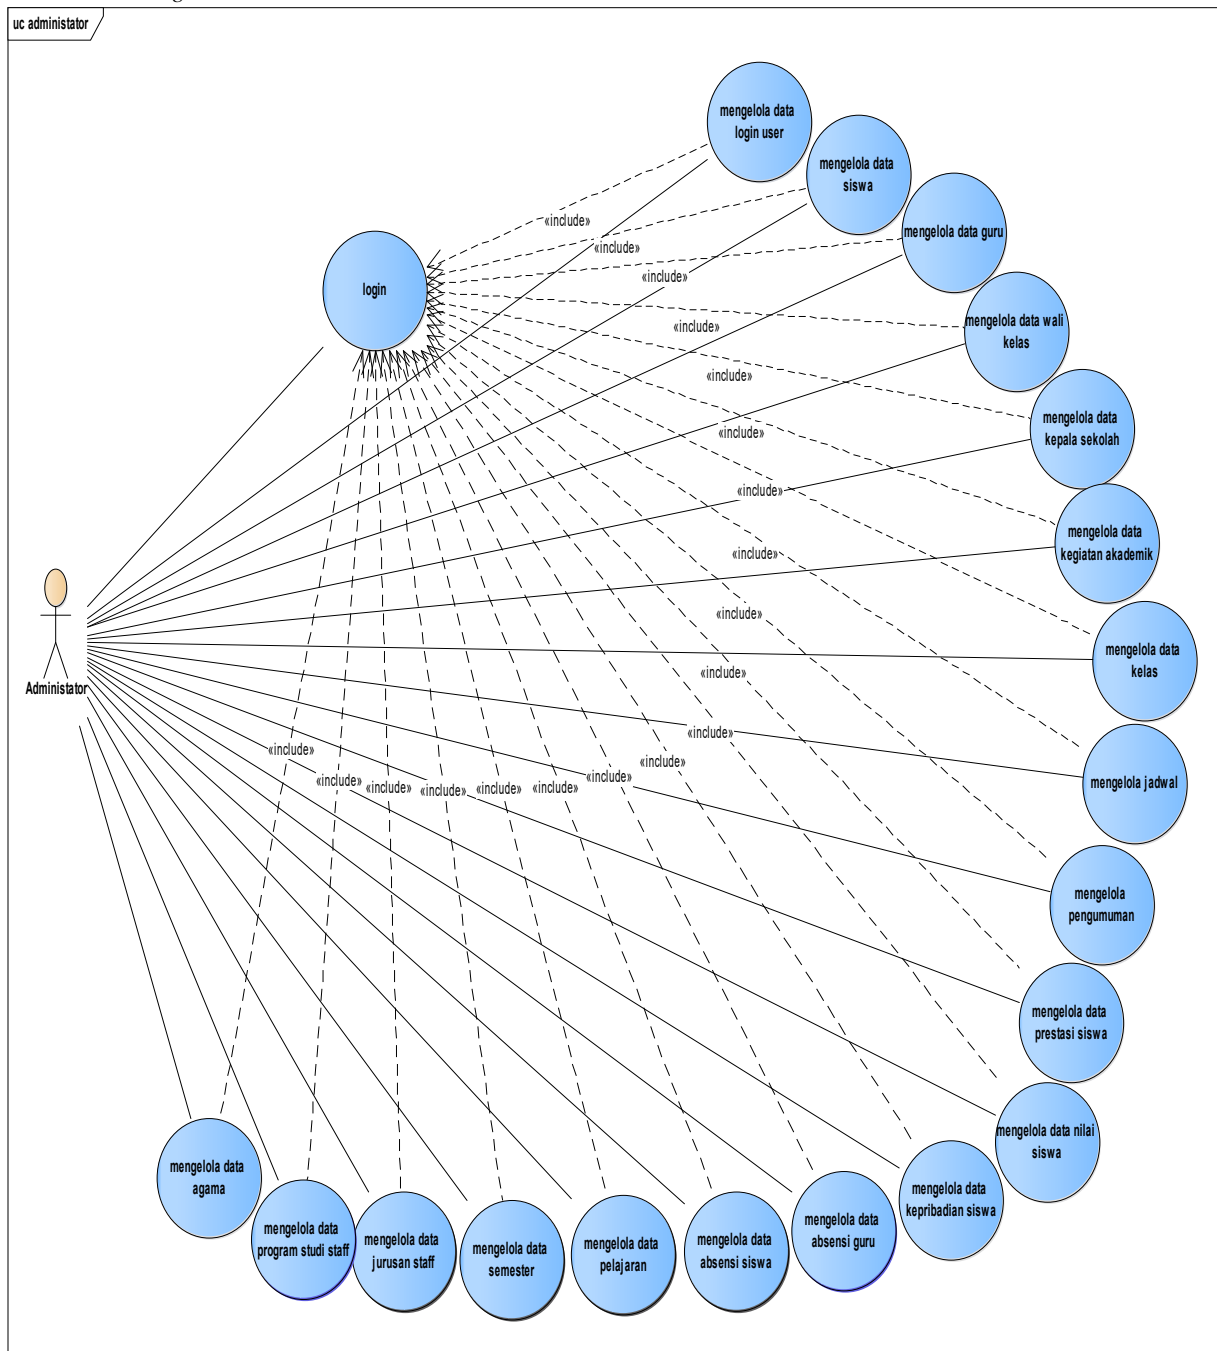 uc administator
mengelola data
login user
mengelola data
siswa
«include»
mengelola data guru
«include»
«include»
login
mengelola data wali
kelas
«include»
«include»
mengelola data
kepala sekolah
«include»
«include»
mengelola data
kegiatan akademik
«include»
«include»
mengelola data
kelas
«include»
Administator
«include»
«include»
«include»
«include»
«include»
«include»
«include»
«include»
«include»
«include»
mengelola jadwal
mengelola
pengumuman
mengelola data
prestasi siswa
mengelola data nilai
siswa
mengelola data
agama
mengelola data
kepribadian siswa
mengelola data
program studi staff
mengelola data
jurusan staff
mengelola data
semester
mengelola data
pelajaran
mengelola data
absensi siswa
mengelola data
absensi guru